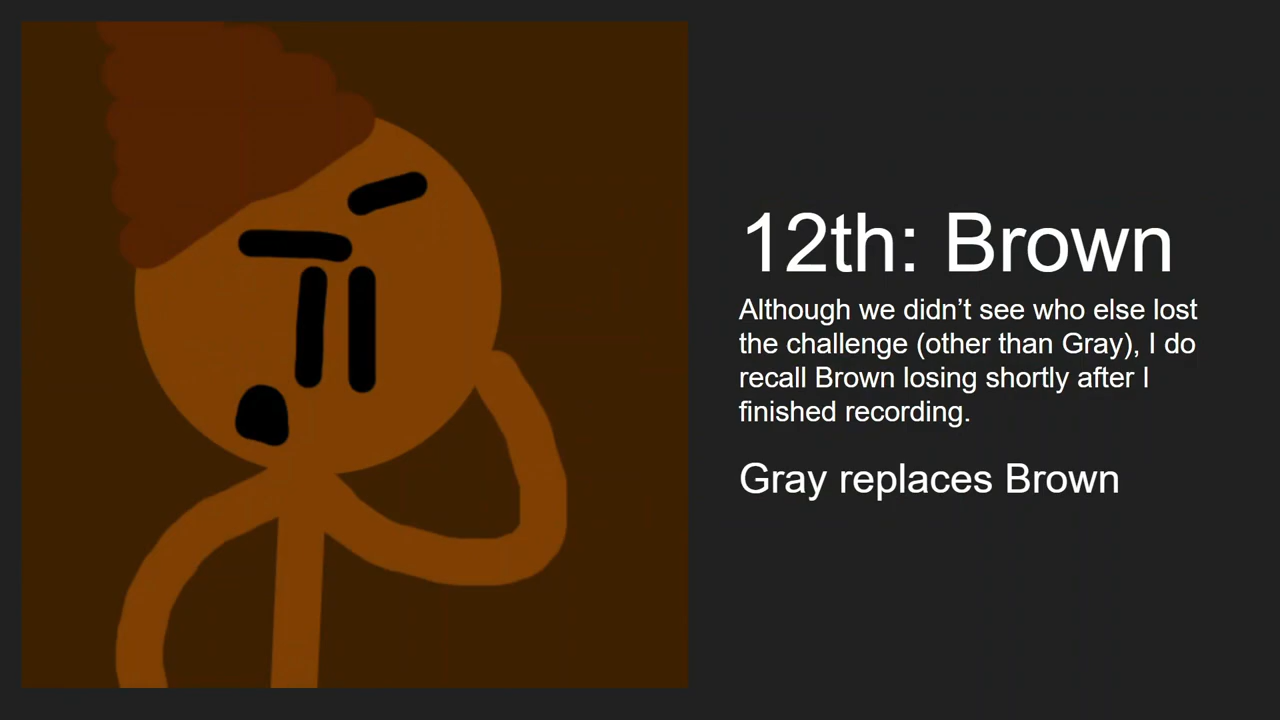 12th: Brown
Although we didn’t see who else lost
the challenge (other than Gray), I do
recall Brown losing shortly after I
finished recording.
Gray replaces Brown